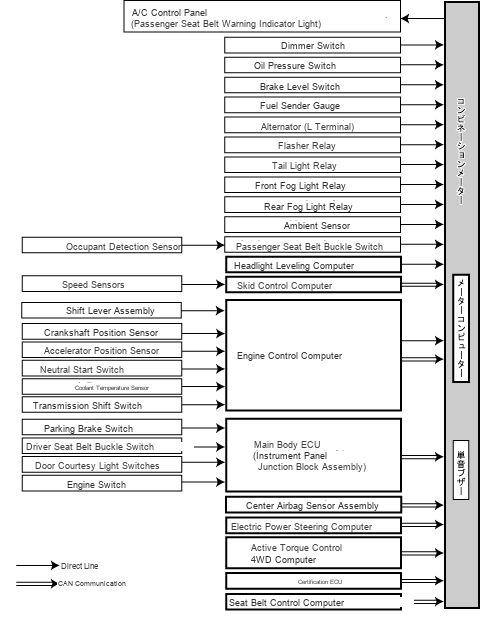 A/C Control Panel
(Passenger Seat Belt Warning Indicator Light)
Dimmer Switch
Oil Pressure Switch
Brake Level Switch
Fuel Sender Gauge
Alternator (L Terminal)
Flasher Relay
Tail Light Relay
Front Fog Light Relay
Rear Fog Light Relay
Ambient Sensor
Occupant Detection Sensor
Passenger Seat Belt Buckle Switch
Headlight Leveling Computer
Speed Sensors
Skid Control Computer
Shift Lever Assembly
Crankshaft Position Sensor
Accelerator Position Sensor
Neutral Start Switch
Coolant Temperature Sensor
Transmission Shift Switch
Engine Control Computer
Parking Brake Switch
Driver Seat Belt Buckle Switch
Door Courtesy Light Switches
Engine Switch
Main Body ECU
(Instrument Panel
Junction Block Assembly)
Center Airbag Sensor Assembly
Electric Power Steering Computer
Active Torque Control
4WD Computer
Certification ECU
Seat Belt Control Computer
コンビネーションメーター
メーターコンピューター
単音ブザー
Direct Line
CAN Communication